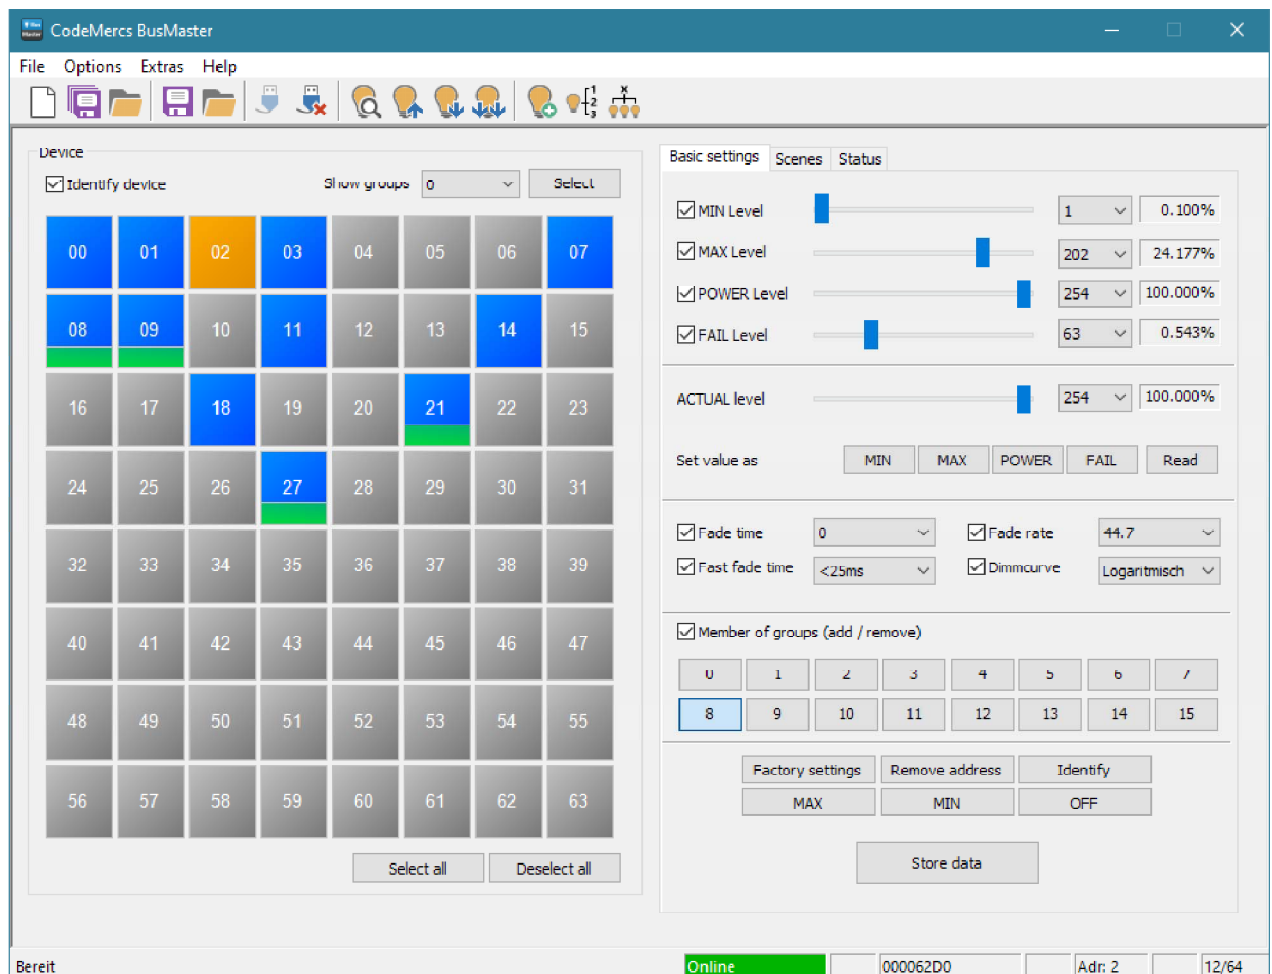 CodeMercs BusMaster
File Options Extras Help
Device
Identify device Show groups 0 Select
00 01 02 03 04 05 06 07
08 09 10 11 12 13 14 15
16 17 18 19 20 21 22 23
24 25 26 27 28 29 30 31
32 33 34 35 36 37 38 39
40 41 42 43 44 45 46 47
48 49 50 51 52 53 54 55
56 57 58 59 60 61 62 63
Select all Deselect all
Basic settings Scenes Status
MIN Level 1 0.100%
MAX Level 202 24.177%
POWER Level 254 100.000%
FAIL Level 63 0.543%
ACTUAL level 254 100.000%
Set value as MIN MAX POWER FAIL Read
Fade time 0 Fade rate 44.7
Fast fade time <25ms Dimmcurve Logaritmisch
Member of groups (add / remove)
0 1 2 3 4 5 6 7
8 9 10 11 12 13 14 15
Factory settings Remove address Identify
MAX MIN OFF
Store data
Bereit Online 000062D0 Adr: 2 12/64